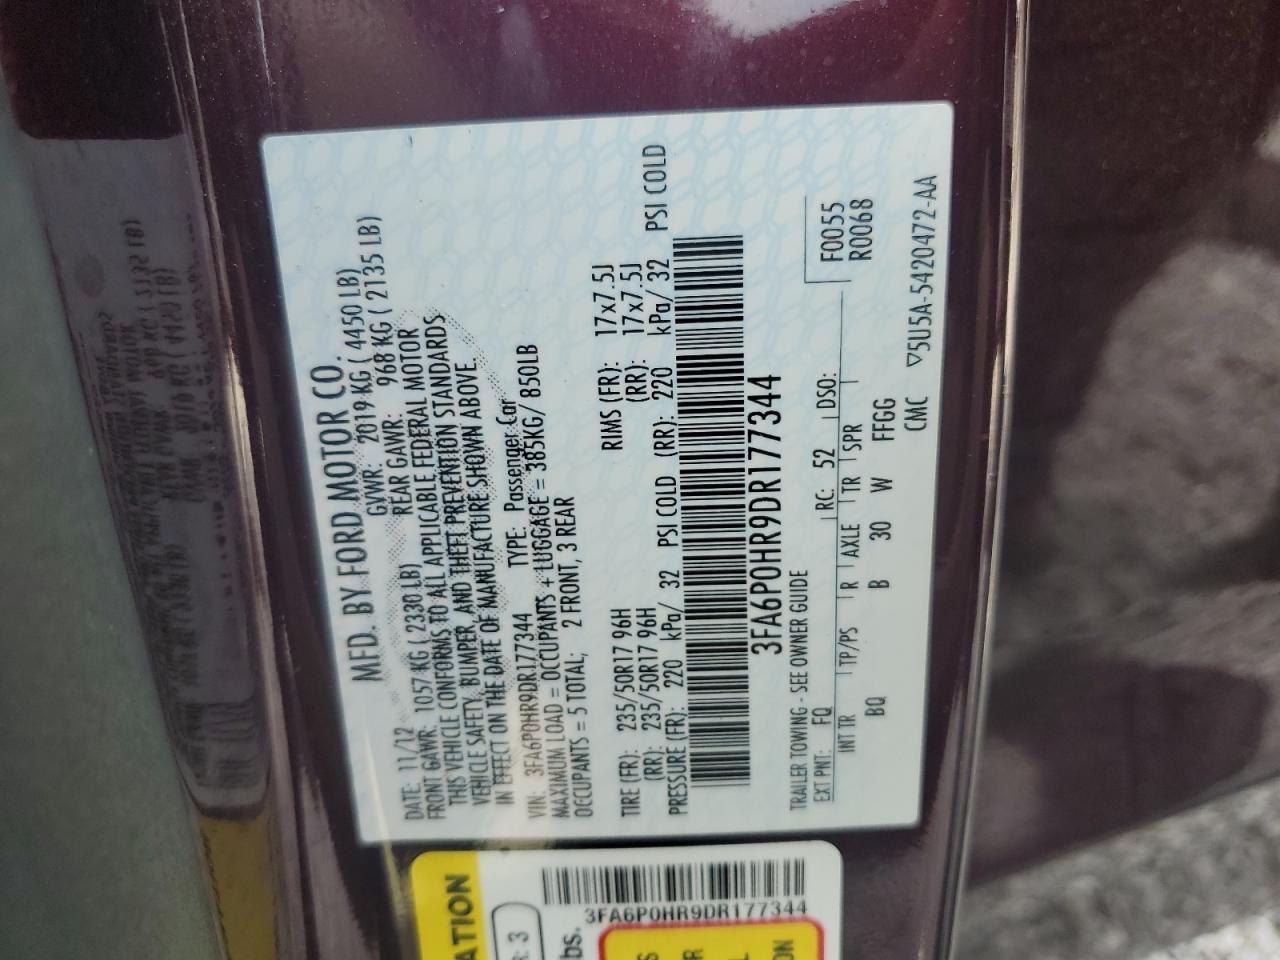 MFD. BY FORD MOTOR CO.
DATE: 11/12 GVWR: 2019 KG ( 4450 LB)
FRONT GAWR: 1057 KG ( 2330 LB) REAR GAWR: 968 KG ( 2135 LB)
THIS VEHICLE CONFORMS TO ALL APPLICABLE FEDERAL MOTOR
VEHICLE SAFETY, BUMPER, AND THEFT PREVENTION STANDARDS
IN EFFECT ON THE DATE OF MANUFACTURE SHOWN ABOVE.
VIN: 3FA6P0HR9DR177344 TYPE: Passenger Car
MAXIMUM LOAD = OCCUPANTS + LUGGAGE = 385KG/ 850LB
OCCUPANTS = 5 TOTAL; 2 FRONT, 3 REAR
TIRE (FR): 235/50R17 96H RIMS (FR): 17x7.5J
(RR): 235/50R17 96H (RR): 17x7.5J
PRESSURE (FR): 220 kPa/ 32 PSI COLD (RR): 220 kPa/ 32 PSI COLD
3FA6P0HR9DR177344
TRAILER TOWING - SEE OWNER GUIDE
F0055
R0068
EXT PNT: FQ RC: 52 DSO:
INT TR TP/PS R AXLE TR SPR
BQ B 30 W FFGG
CMC ▽5U5A-5420472-AA
ATION
3
bs.
3FA6P0HR9DR177344
S
R
L
ON